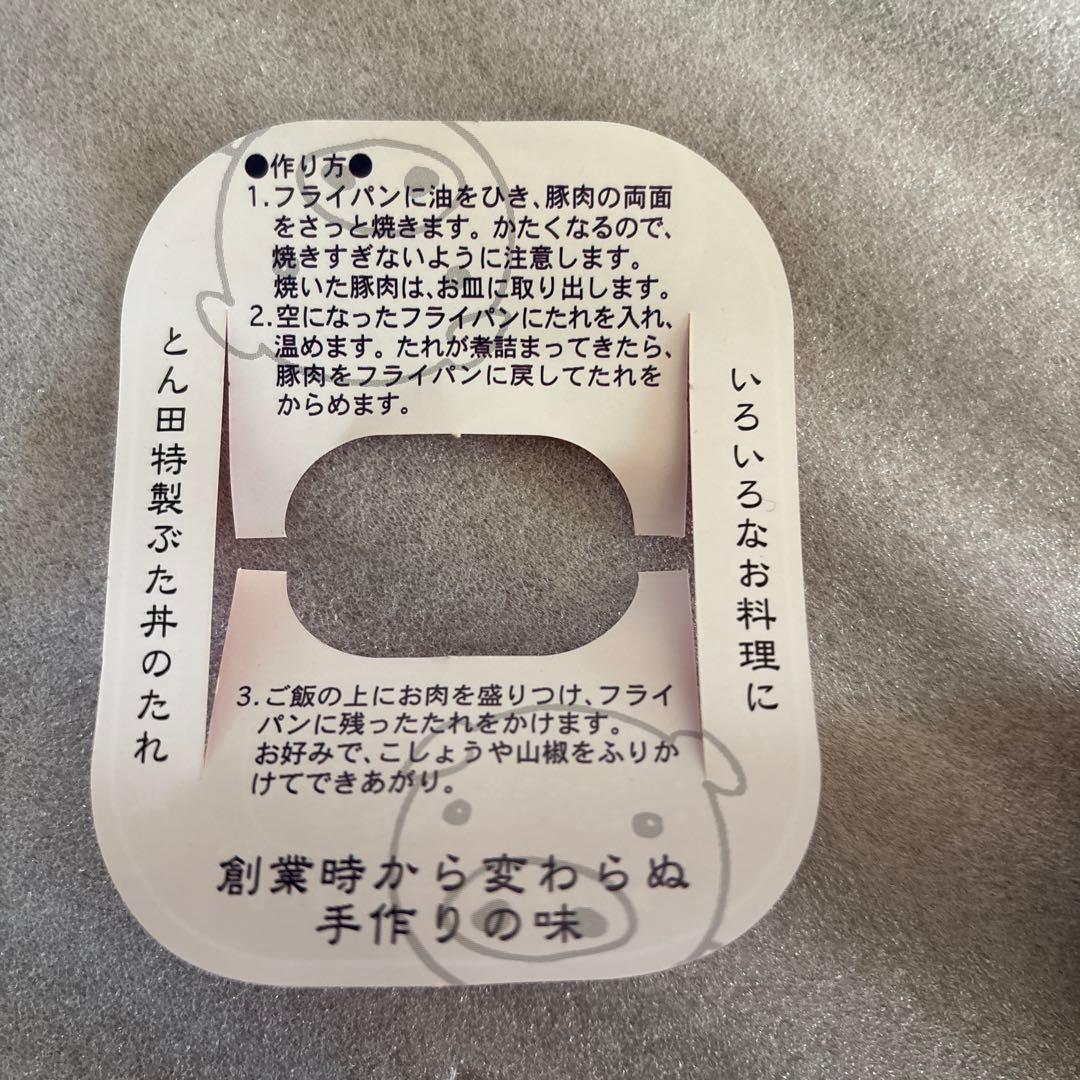 ●作り方●
1.フライパンに油をひき、豚肉の両面
をさっと焼きます。かたくなるので、
焼きすぎないように注意します。
焼いた豚肉は、お皿に取り出します。
2.空になったフライパンにたれを入れ、
温めます。たれが煮詰まってきたら、
豚肉をフライパンに戻してたれを
からめます。
いろいろなお料理に
とん田特製ぶた丼のたれ
3.ご飯の上にお肉を盛りつけ、フライ
パンに残ったたれをかけます。
お好みで、こしょうや山椒をふりか
けてできあがり。
創業時から変わらぬ
手作りの味